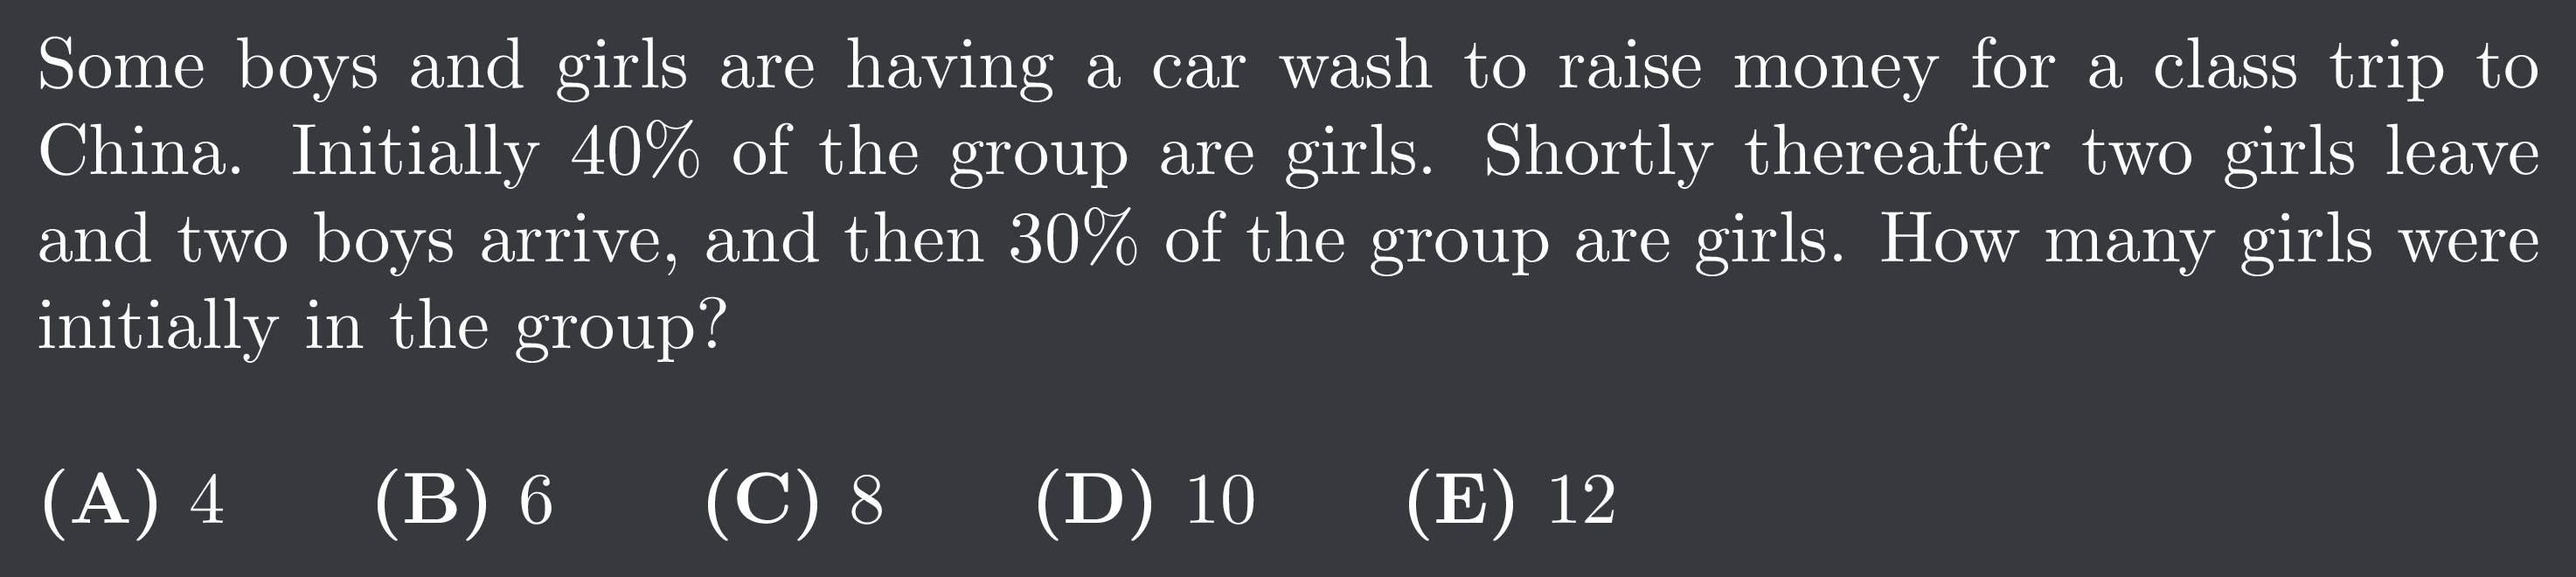 Some boys and girls are having a car wash to raise money for a class trip to
China. Initially 40% of the group are girls. Shortly thereafter two girls leave
and two boys arrive, and then 30% of the group are girls. How many girls were
initially in the group?
(A) 4 (B) 6 (C) 8 (D) 10 (E) 12